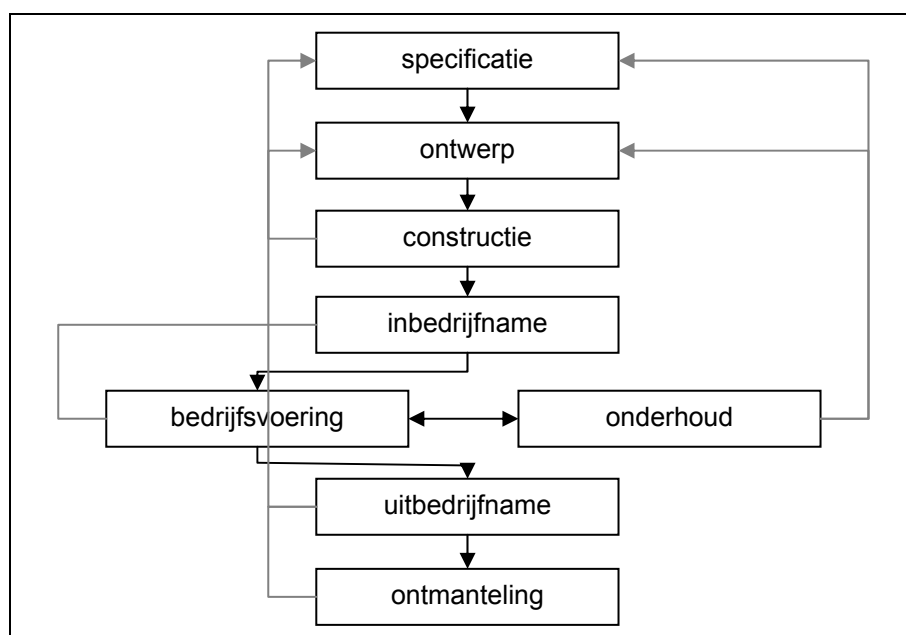 specificatie
ontwerp
constructie
inbedrijfname
bedrijfsvoering
onderhoud
uitbedrijfname
ontmanteling